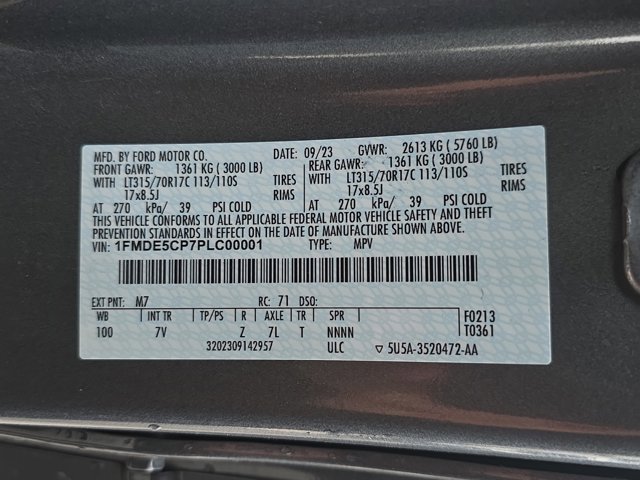 MFD. BY FORD MOTOR CO. DATE: 09/23 GVWR: 2613 KG ( 5760 LB)
FRONT GAWR: 1361 KG ( 3000 LB) REAR GAWR: 1361 KG ( 3000 LB)
WITH LT315/70R17C 113/110S TIRES WITH LT315/70R17C 113/110S TIRES
17x8.5J RIMS 17x8.5J RIMS
AT 270 kPa/ 39 PSI COLD AT 270 kPa/ 39 PSI COLD
THIS VEHICLE CONFORMS TO ALL APPLICABLE FEDERAL MOTOR VEHICLE SAFETY AND THEFT
PREVENTION STANDARDS IN EFFECT ON THE DATE OF MANUFACTURE SHOWN ABOVE.
VIN: 1FMDE5CP7PLC00001 TYPE: MPV
EXT PNT: M7 RC: 71 DSO:
WB INT TR TP/PS R AXLE TR SPR F0213
100 7V Z 7L T NNNN T0361
3202309142957 ULC ▽ 5U5A-3520472-AA